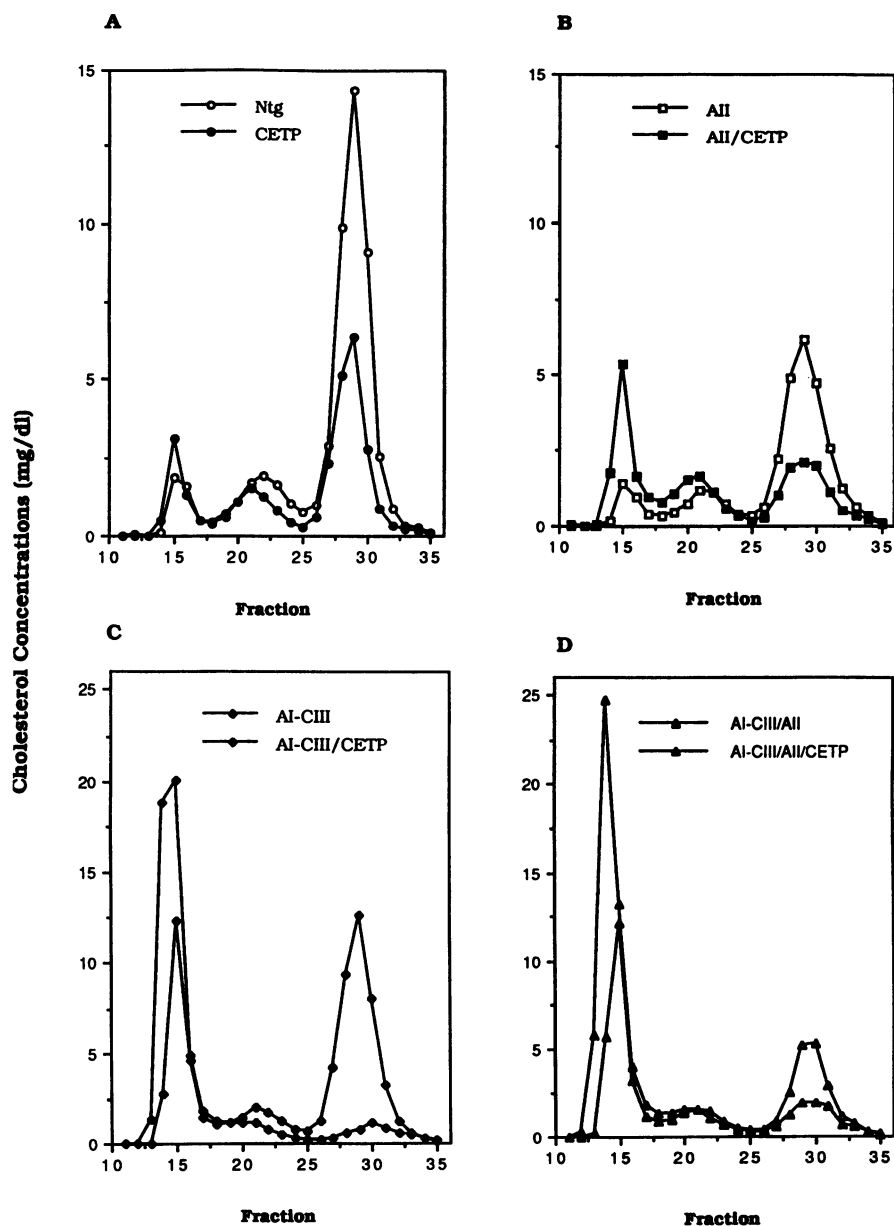 A
15
10
5
0
10 15 20 25 30 35
Ntg
CETP
Fraction
B
15
10
5
0
10 15 20 25 30 35
AII
AII/CETP
Fraction
Cholesterol Concentrations (mg/dl)
C
25
20
15
10
5
0
10 15 20 25 30 35
AI-CIII
AI-CIII/CETP
Fraction
D
25
20
15
10
5
0
10 15 20 25 30 35
AI-CIII/AII
AI-CIII/AII/CETP
Fraction